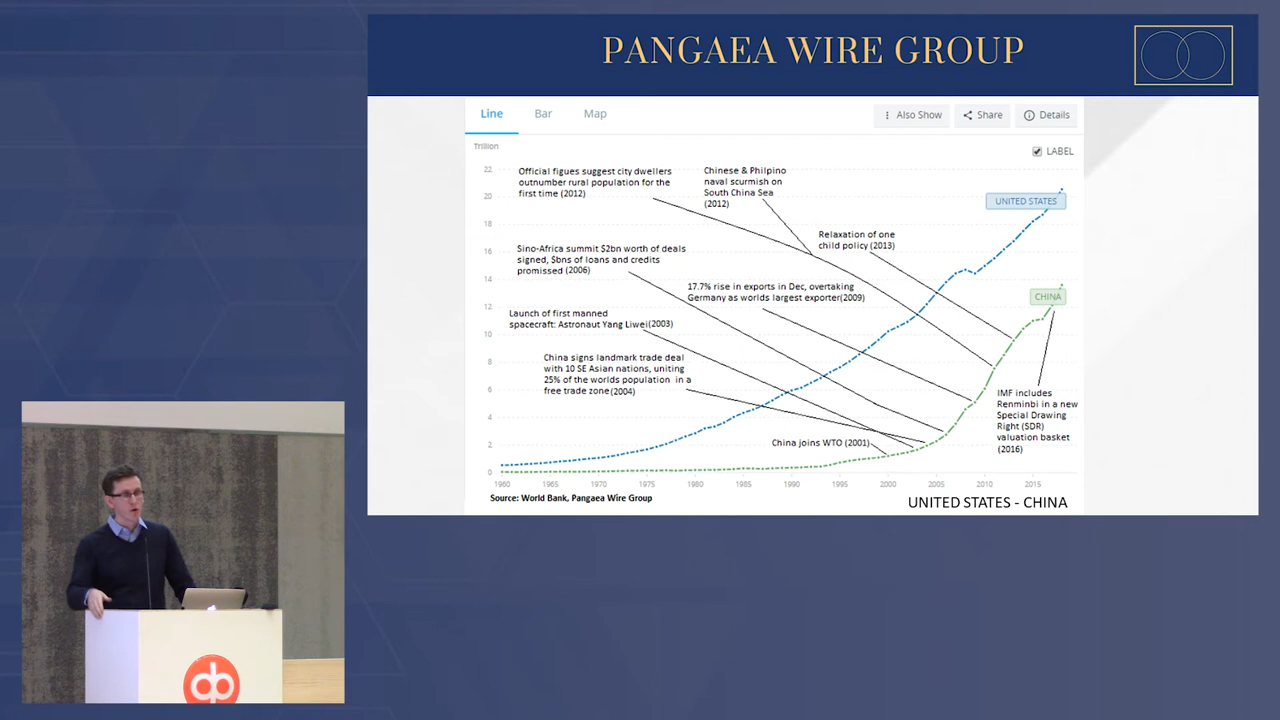 PANGAEA WIRE GROUP
Line Bar Map
Also Show Share Details
Trillion
LABEL
22
20
18
16
14
12
10
8
6
4
2
0
Official figues suggest city dwellers
outnumber rural population for the
first time (2012)
Chinese & Philpino
naval scurmish on
South China Sea
(2012)
UNITED STATES
Relaxation of one
child policy (2013)
Sino-Africa summit $2bn worth of deals
signed, $bns of loans and credits
promissed (2006)
17.7% rise in exports in Dec, overtaking
Germany as worlds largest exporter(2009)
CHINA
Launch of first manned
spacecraft: Astronaut Yang Liwei(2003)
China signs landmark trade deal
with 10 SE Asian nations, uniting
25% of the worlds population in a
free trade zone(2004)
IMF includes
Renminbi in a new
Special Drawing
Right (SDR)
valuation basket
(2016)
China joins WTO (2001)
1960 1965 1970 1975 1980 1985 1990 1995 2000 2005 2010 2015
Source: World Bank, Pangaea Wire Group
UNITED STATES - CHINA